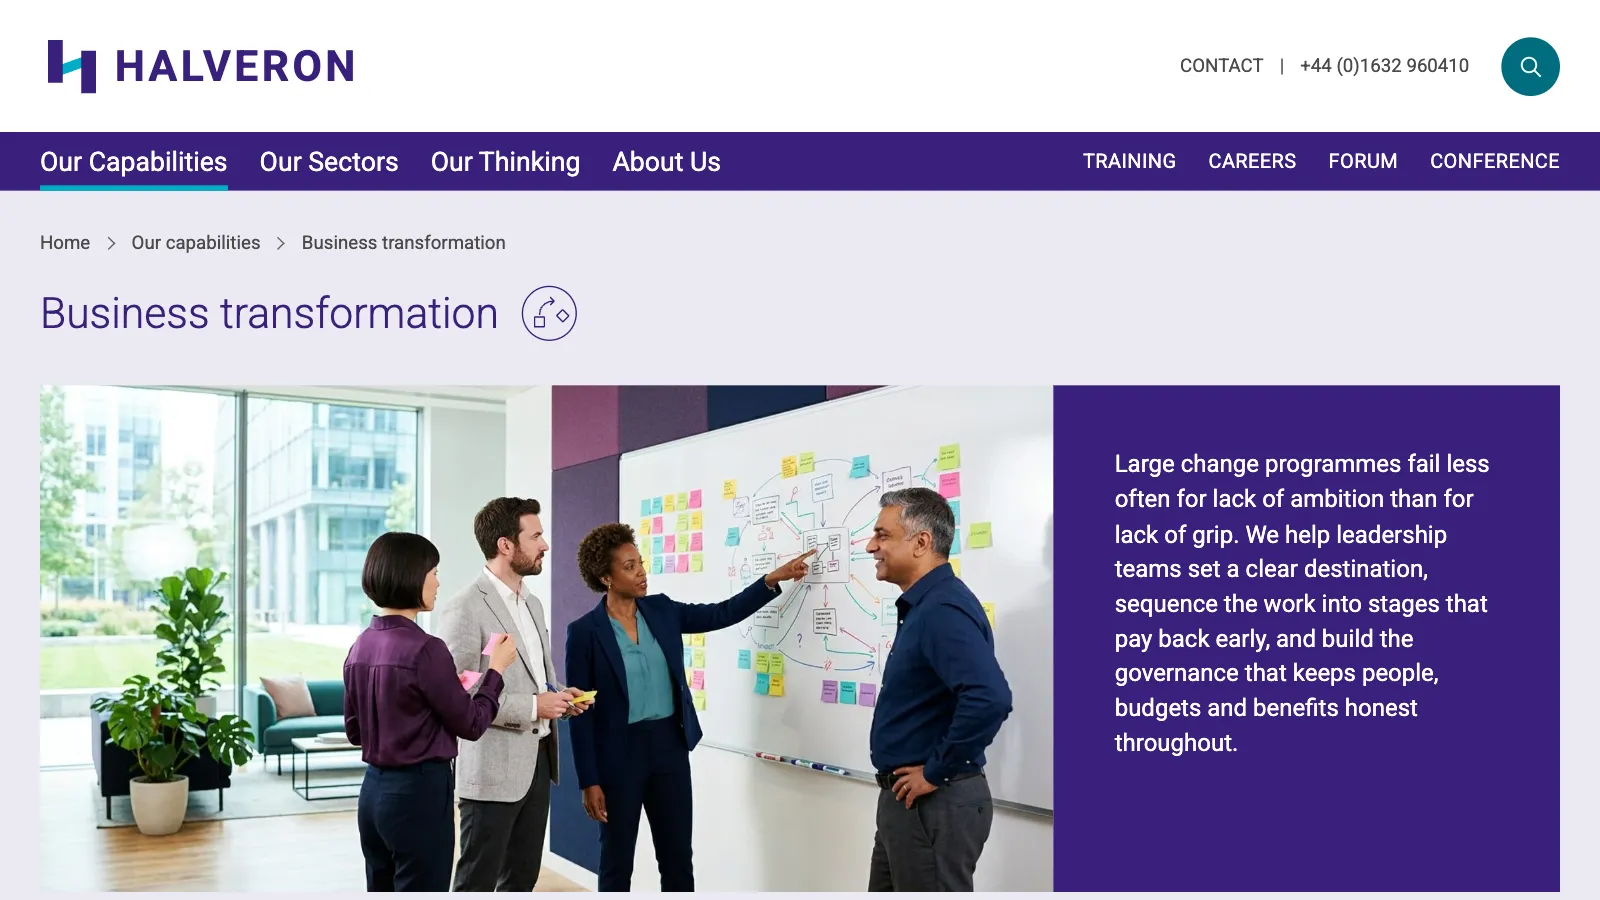 HALVERON
CONTACT | +44 (0)1632 960410
Our Capabilities Our Sectors Our Thinking About Us
TRAINING CAREERS FORUM CONFERENCE
Home > Our capabilities > Business transformation
Business transformation
Large change programmes fail less
often for lack of ambition than for
lack of grip. We help leadership
teams set a clear destination,
sequence the work into stages that
pay back early, and build the
governance that keeps people,
budgets and benefits honest
throughout.